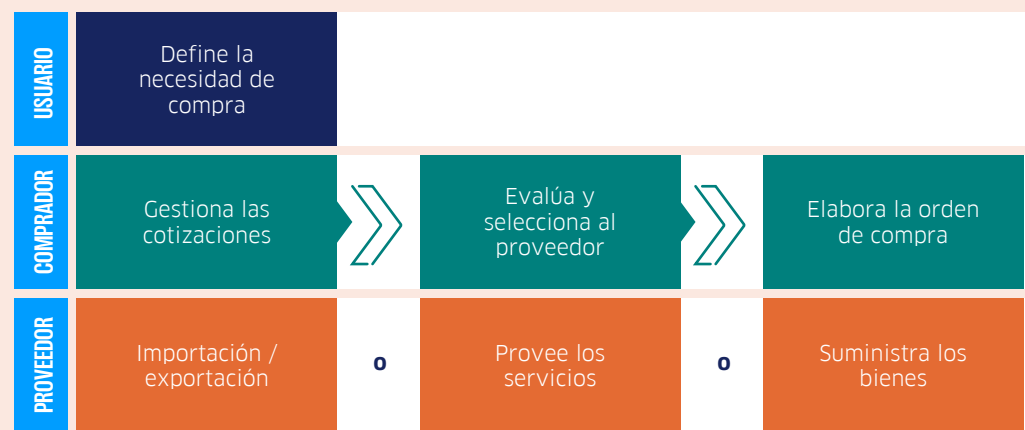 USUARIO
Define la
necesidad de
compra
COMPRADOR
Gestiona las
cotizaciones
Evalúa y
selecciona al
proveedor
Elabora la orden
de compra
PROVEEDOR
Importación /
exportación
o
Provee los
servicios
o
Suministra los
bienes